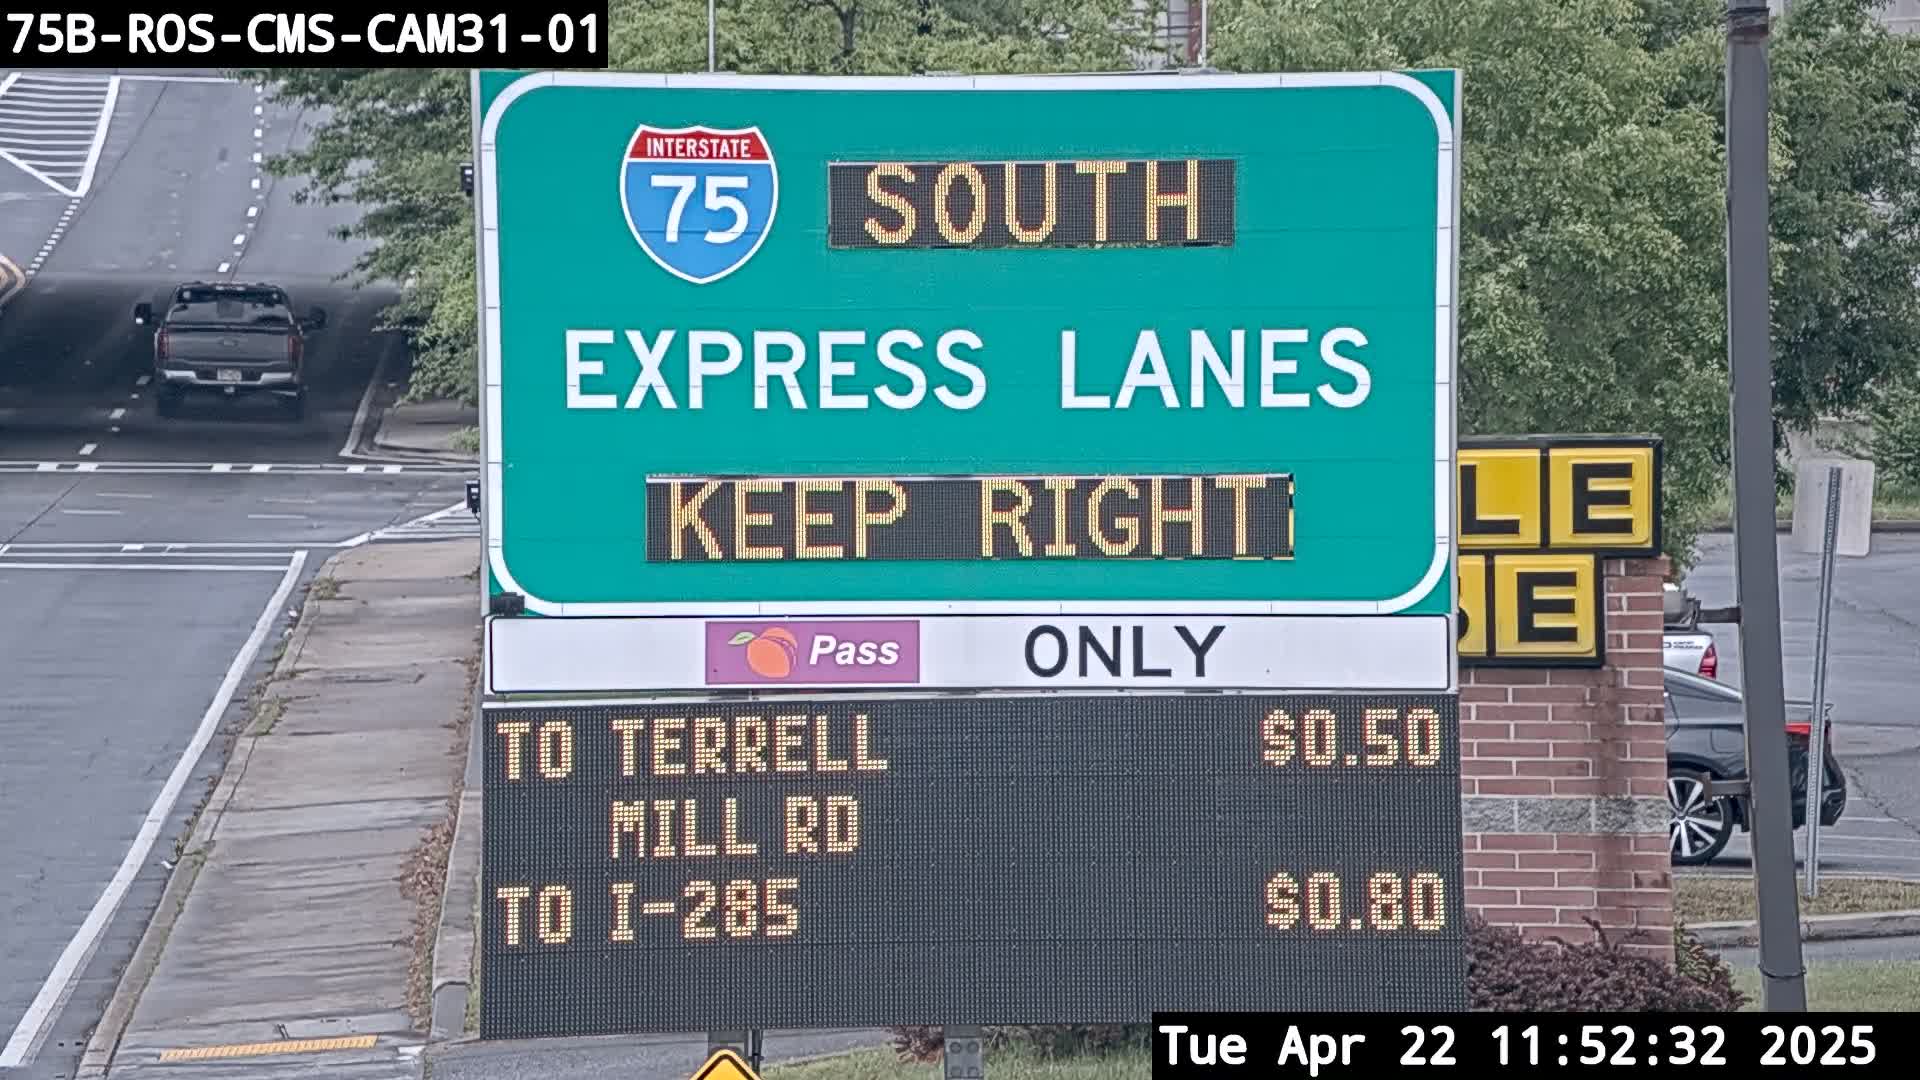 75B-ROS-CMS-CAM31-01
INTERSTATE
75
SOUTH
EXPRESS LANES
KEEP RIGHT
LE
E
Pass ONLY
TO TERRELL $0.50
MILL RD
TO I-285 $0.80
Tue Apr 22 11:52:32 2025